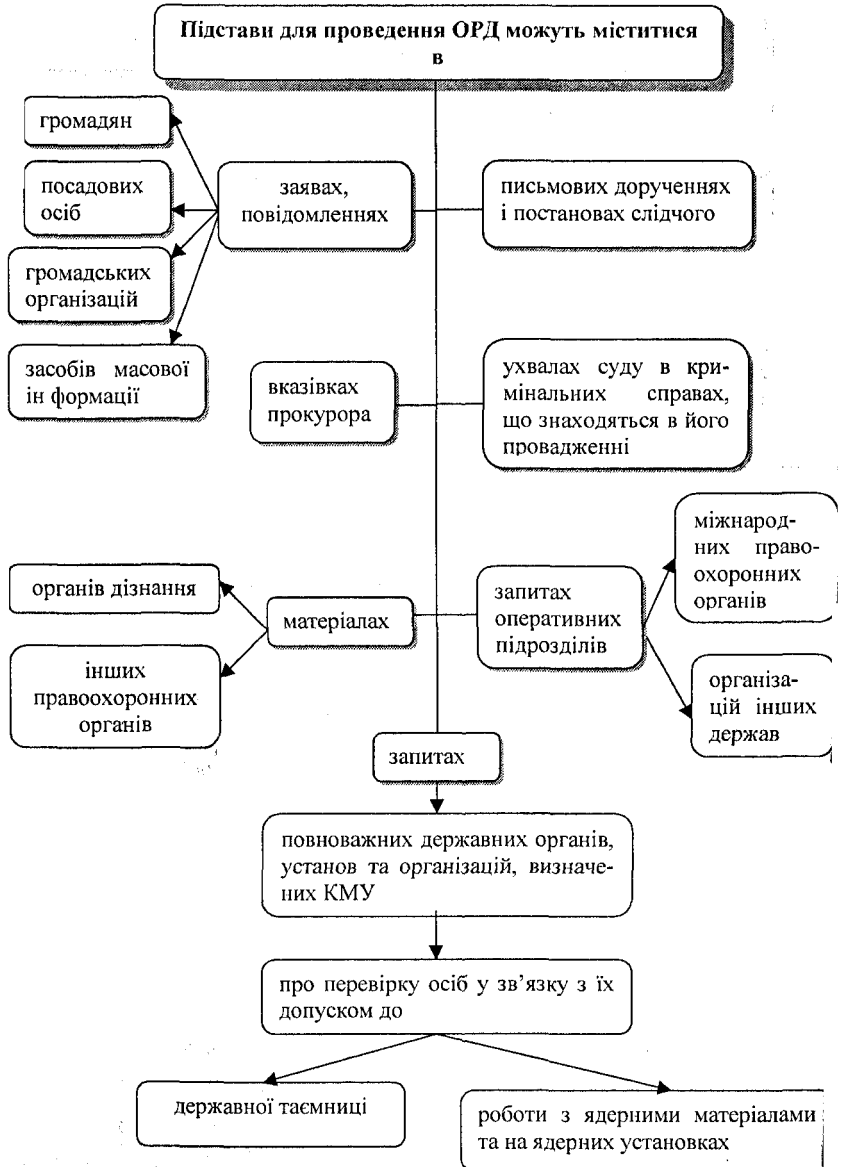 Підстави для проведення ОРД можуть міститися
в
громадян
посадових
осіб
громадських
організацій
засобів масової
ін формації
заявах,
повідомленнях
письмових дорученнях
і постановах слідчого
вказівках
прокурора
ухвалах суду в кри-
мінальних справах,
що знаходяться в його
провадженні
органів дізнання
інших
правоохоронних
органів
матеріалах
запитах
оперативних
підрозділів
міжнарод-
них право-
охоронних
органів
організа-
цій інших
держав
запитах
повноважних державних органів,
установ та організацій, визначе-
них КМУ
про перевірку осіб у зв’язку з їх
допуском до
державної таємниці
роботи з ядерними матеріалами
та на ядерних установках